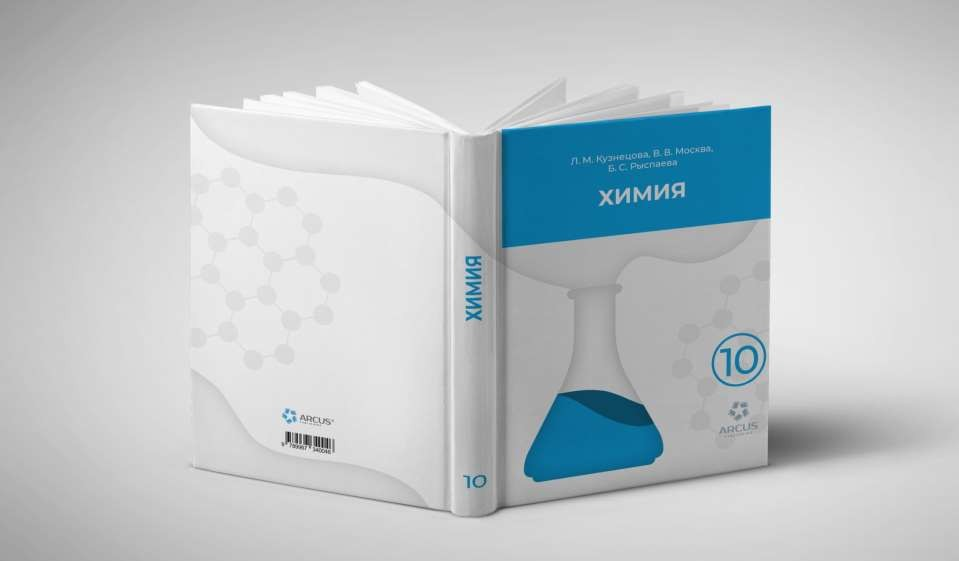 Л. М. Кузнецова, В. В. Москва,
Б. С. Рыспаева
ХИМИЯ
10
ARCUS
ХИМИЯ
10
ARCUS